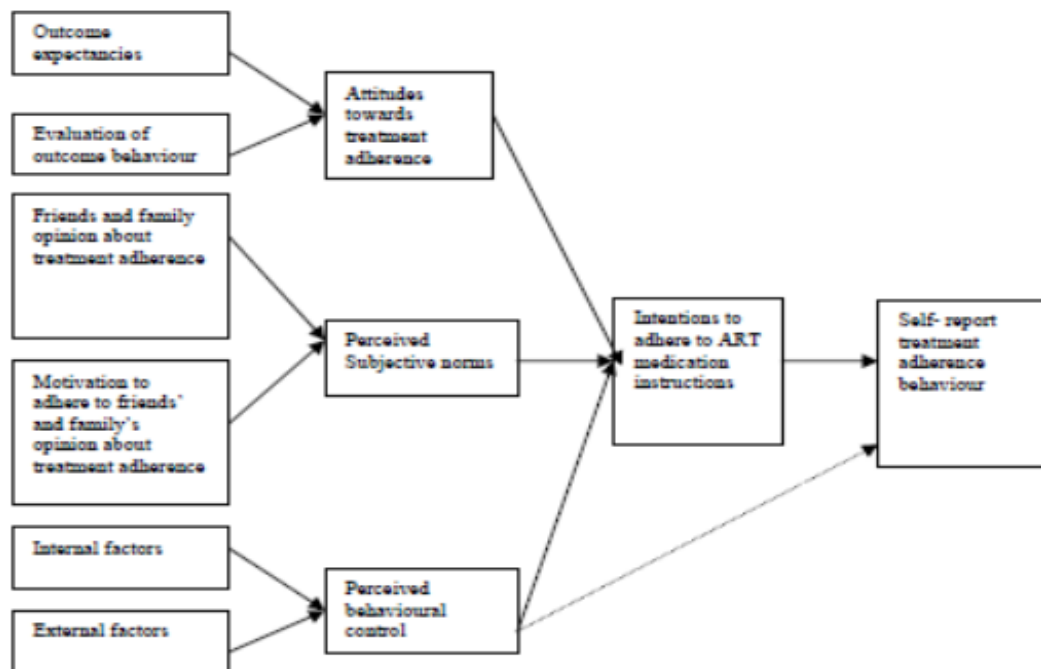 Outcome
expectancies
Evaluation of
outcome behaviour
Friends and family
opinion about
treatment adherence
Motivation to
adhere to friends'
and family's
opinion about
treatment adherence
Internal factors
External factors
Attitudes
towards
treatment
adherence
Perceived
Subjective norms
Perceived
behavioural
control
Intentions to
adhere to ART
medication
instructions
Self- report
treatment
adherence
behaviour